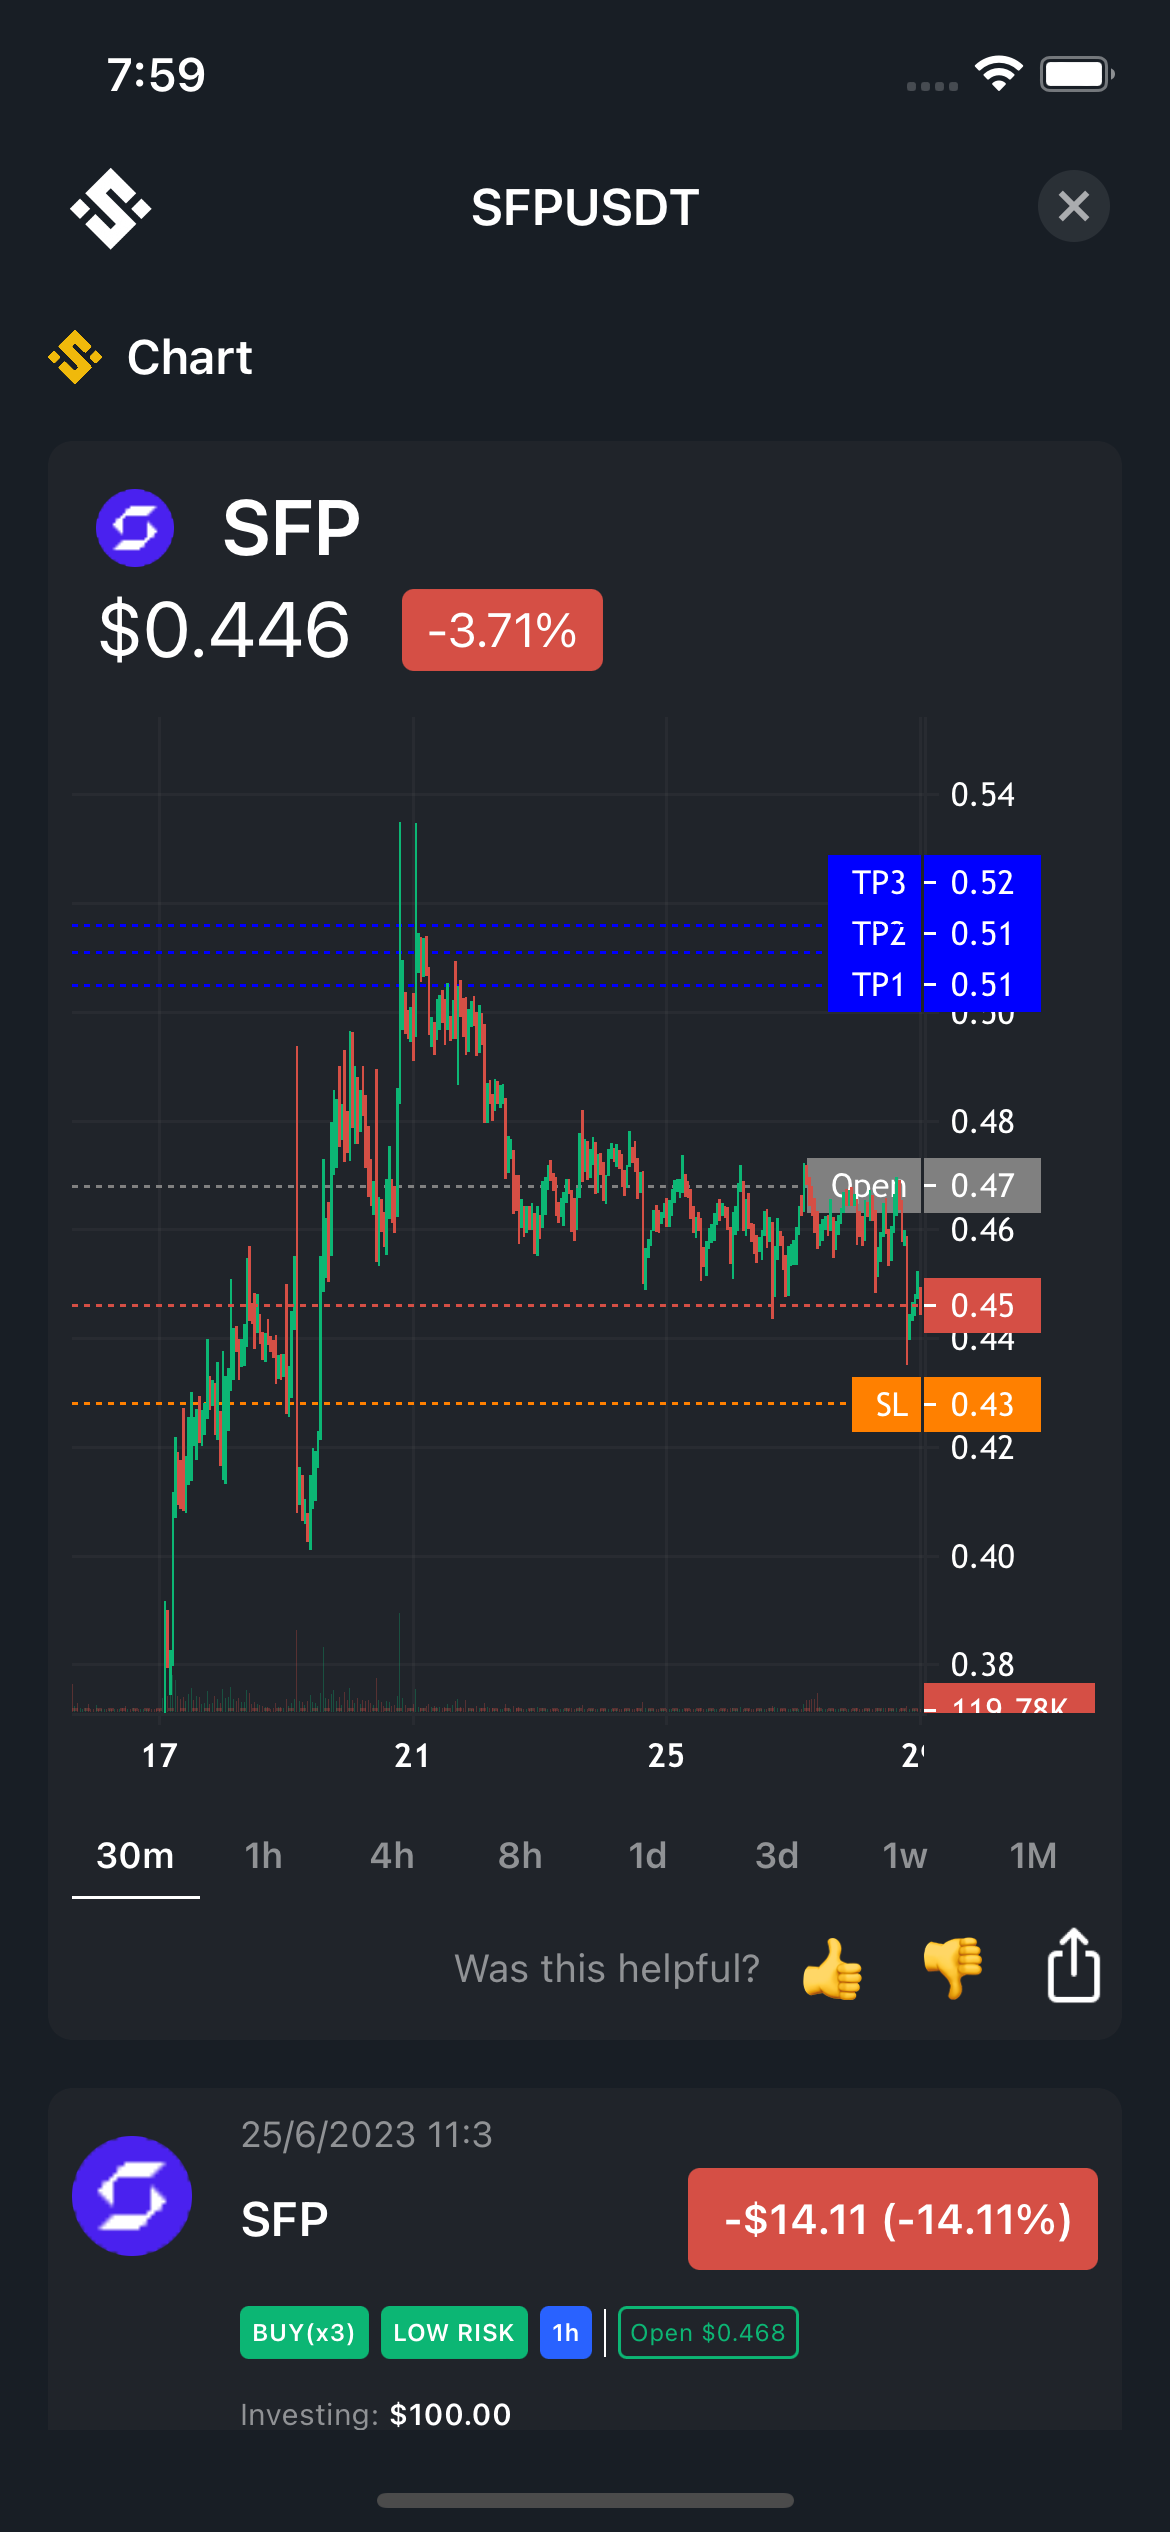 7:59
SFPUSDT
Chart
SFP
$0.446 -3.71%
0.54
TP3 0.52
TP2 0.51
TP1 0.51
0.50
0.48
Open 0.47
0.46
0.45
0.44
SL 0.43
0.42
0.40
0.38
119.78K
17 21 25
30m 1h 4h 8h 1d 3d 1w 1M
Was this helpful?
25/6/2023 11:3
SFP
-$14.11 (-14.11%)
BUY(x3) LOW RISK 1h Open $0.468
Investing: $100.00